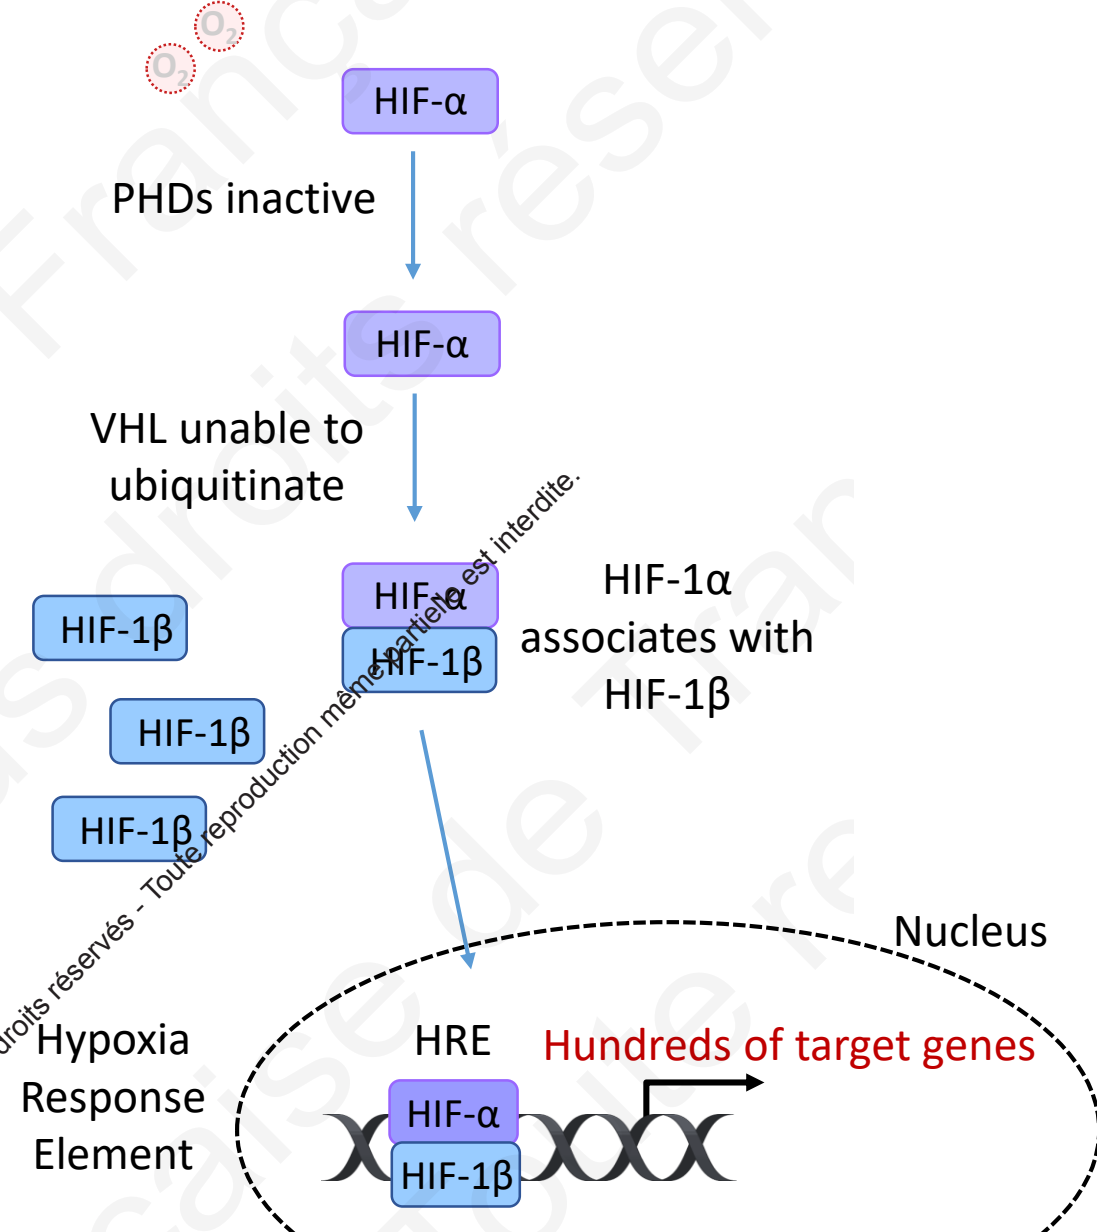 O2
O2
HIF-α
PHDs inactive
HIF-α
VHL unable to
ubiquitinate
HIF-α
HIF-1β
HIF-1α
associates with
HIF-1β
HIF-1β
HIF-1β
HIF-1β
droits réservés - Toute reproduction même partielle est interdite.
Nucleus
Hypoxia
Response
Element
HRE
Hundreds of target genes
HIF-α
HIF-1β